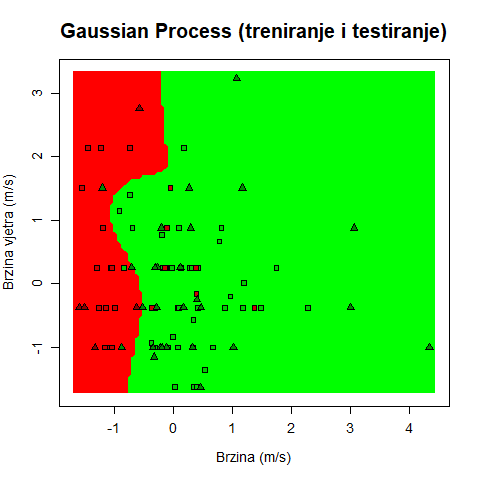 Gaussian Process (treniranje i testiranje)
Brzina vjetra (m/s)
3
2
1
0
-1
-1 0 1 2 3 4
Brzina (m/s)